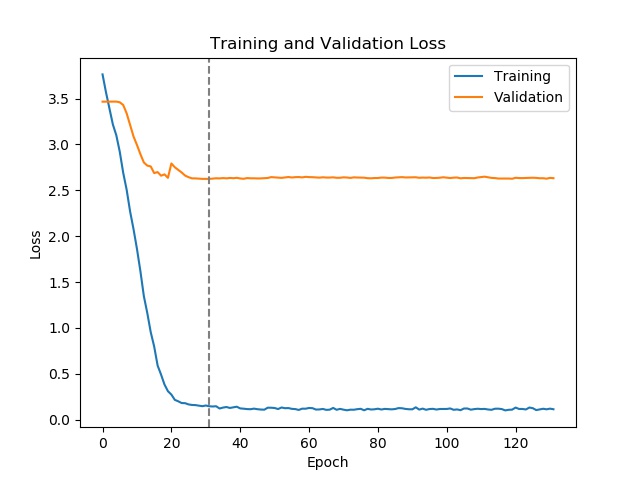 Training and Validation Loss
Training
Validation
Loss
3.5
3.0
2.5
2.0
1.5
1.0
0.5
0.0
0 20 40 60 80 100 120
Epoch